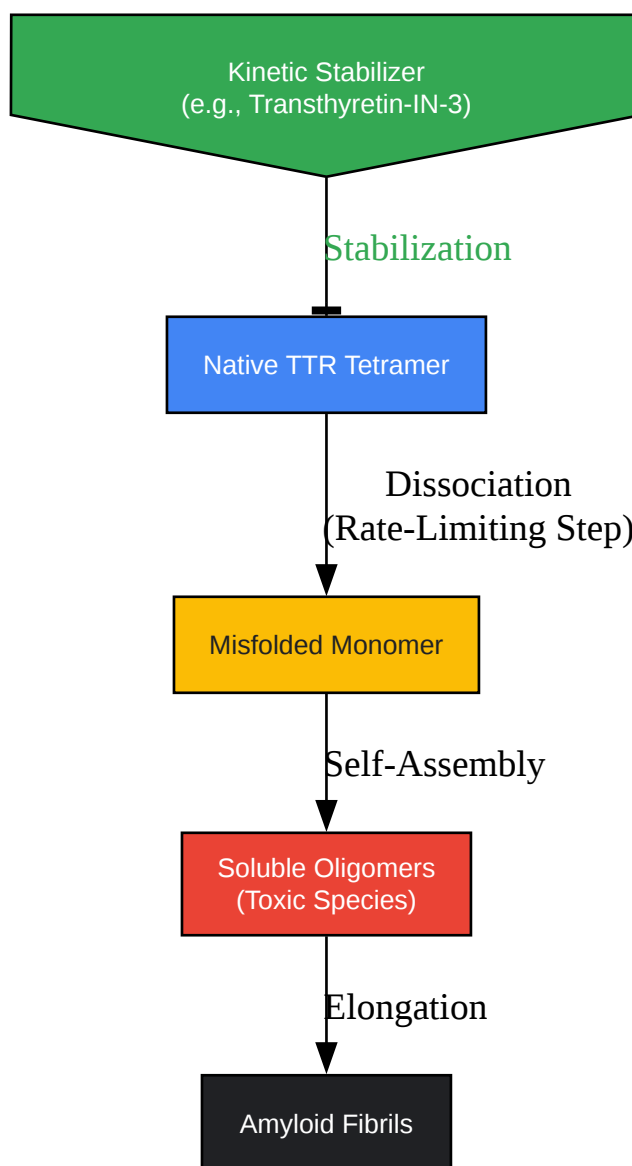 Kinetic Stabilizer
(e.g., Transthyretin-IN-3)
Stabilization
Native TTR Tetramer
Dissociation
(Rate-Limiting Step)
Misfolded Monomer
Self-Assembly
Soluble Oligomers
(Toxic Species)
Elongation
Amyloid Fibrils